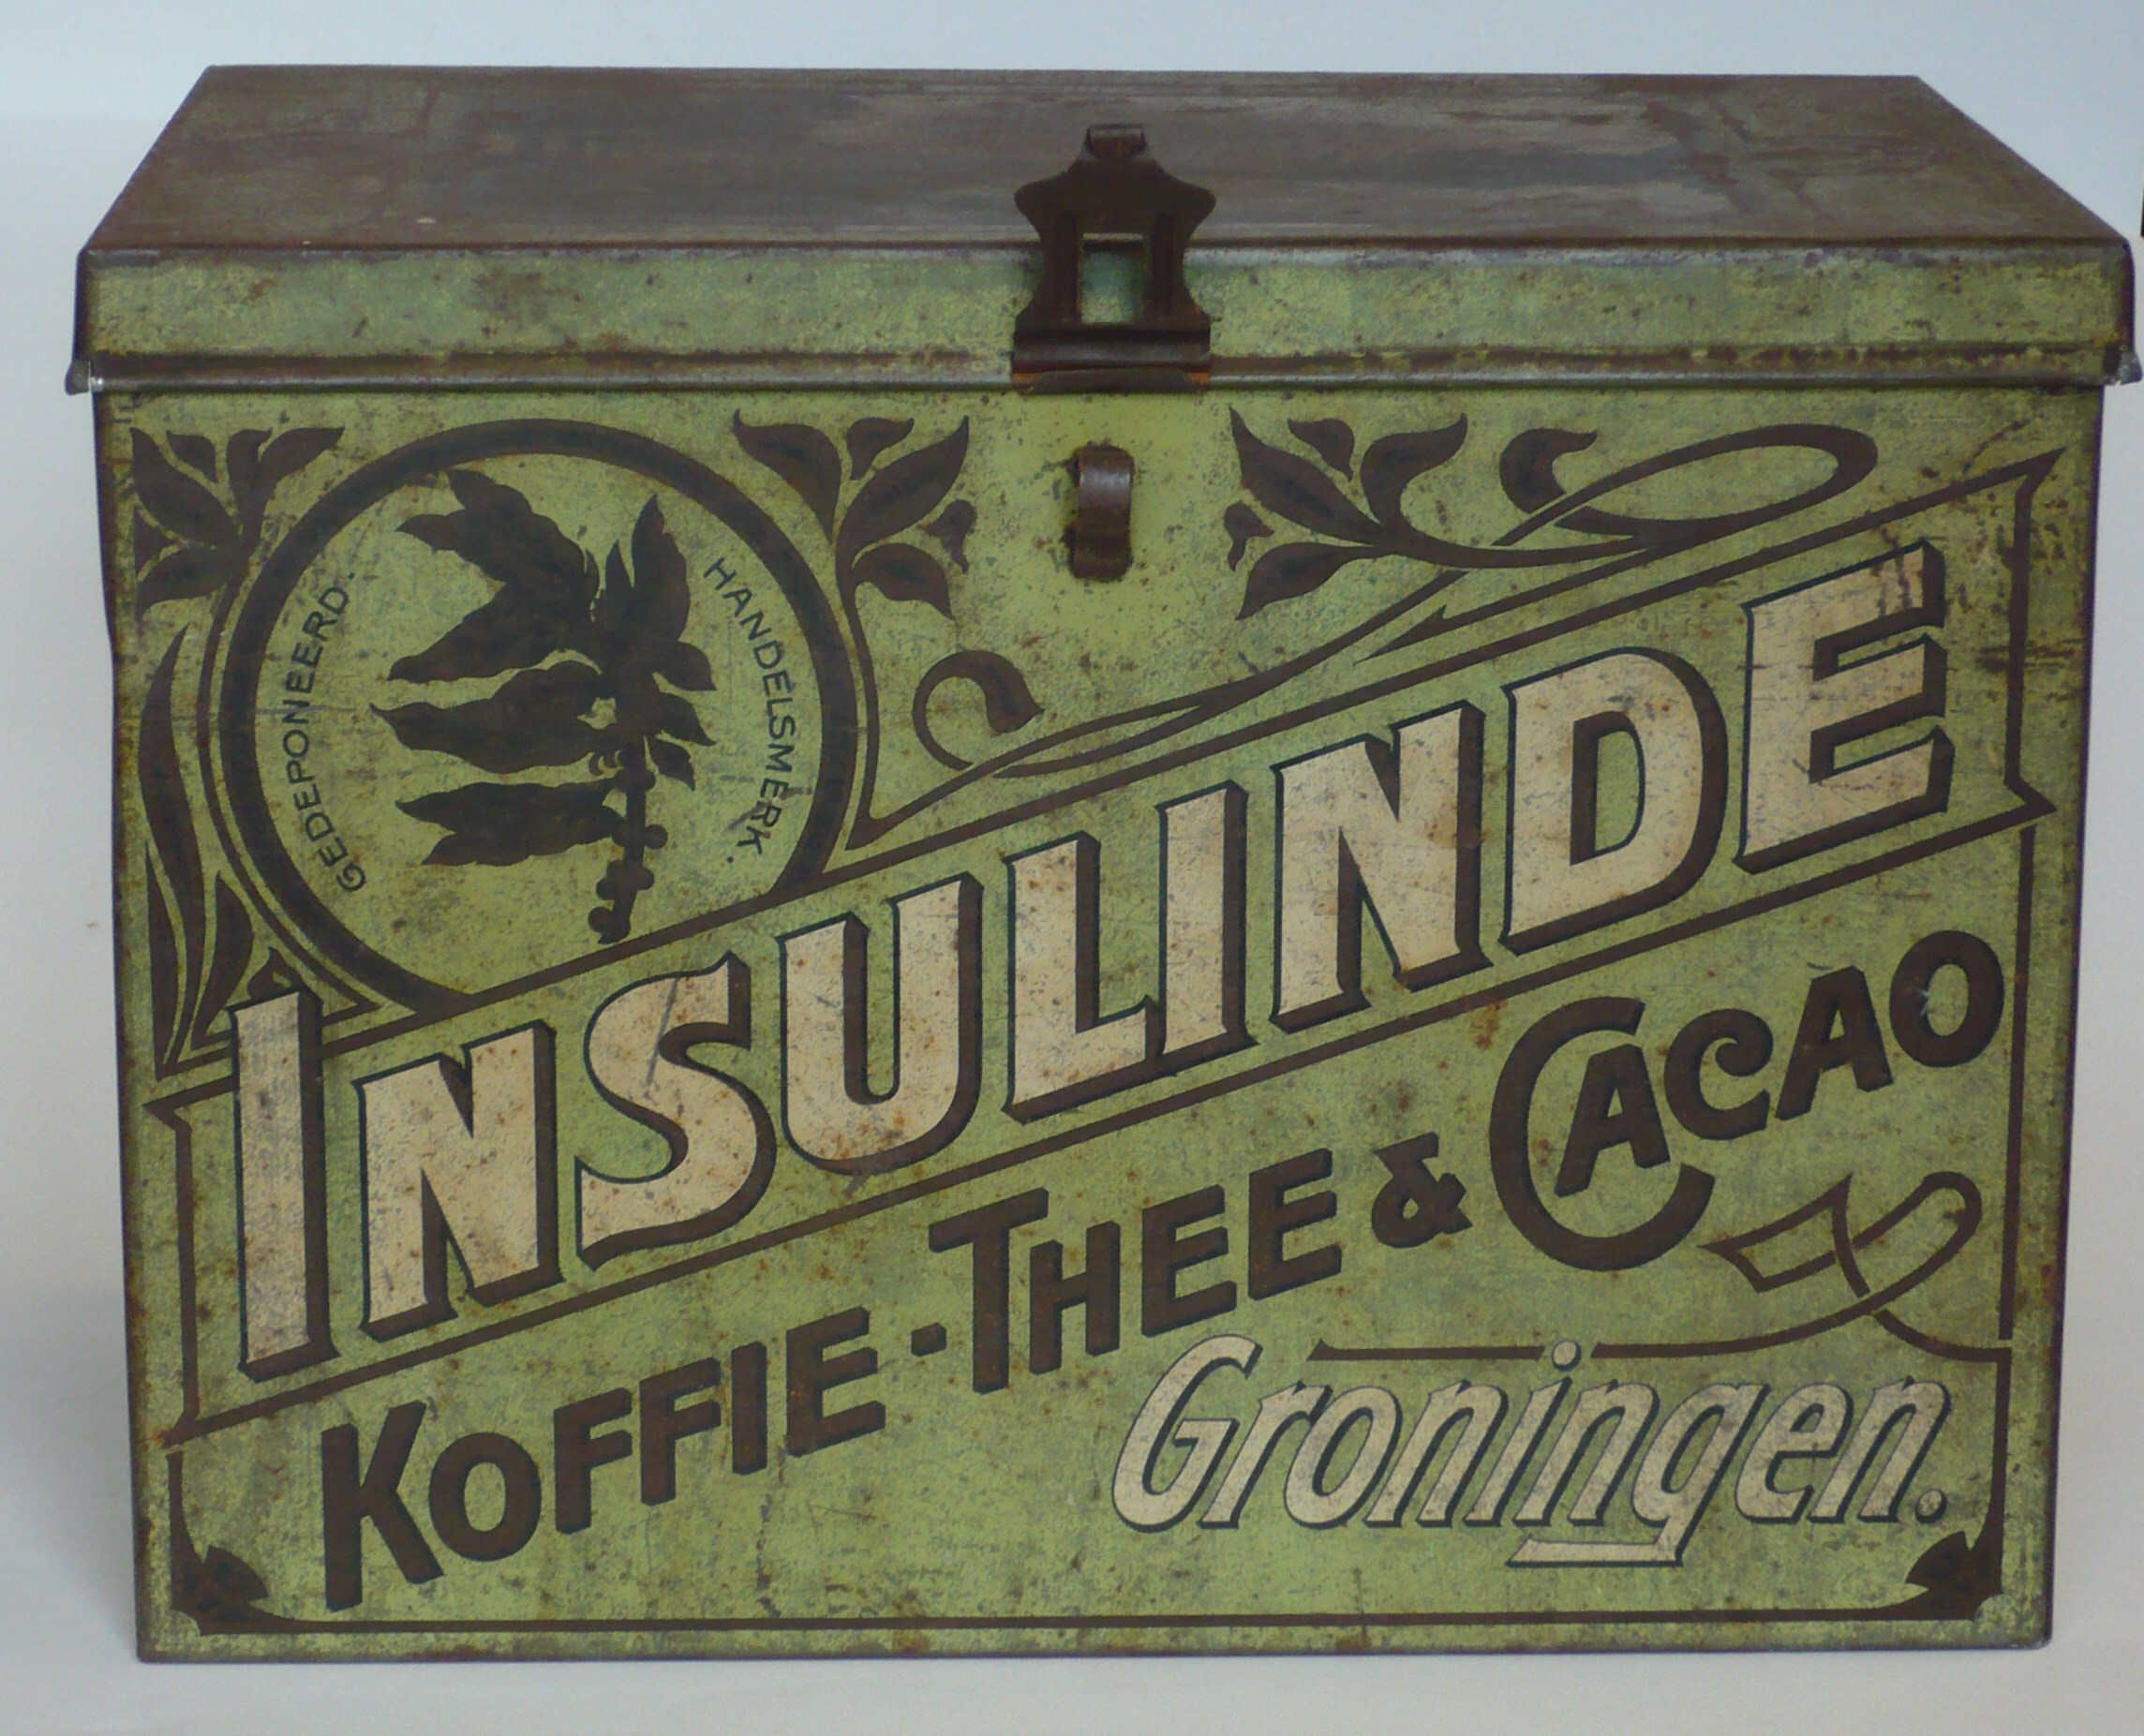 GEDEPONEERD.
HANDELSMERK.
INSULINDE
KOFFIE-THEE & CACAO
Groningen.